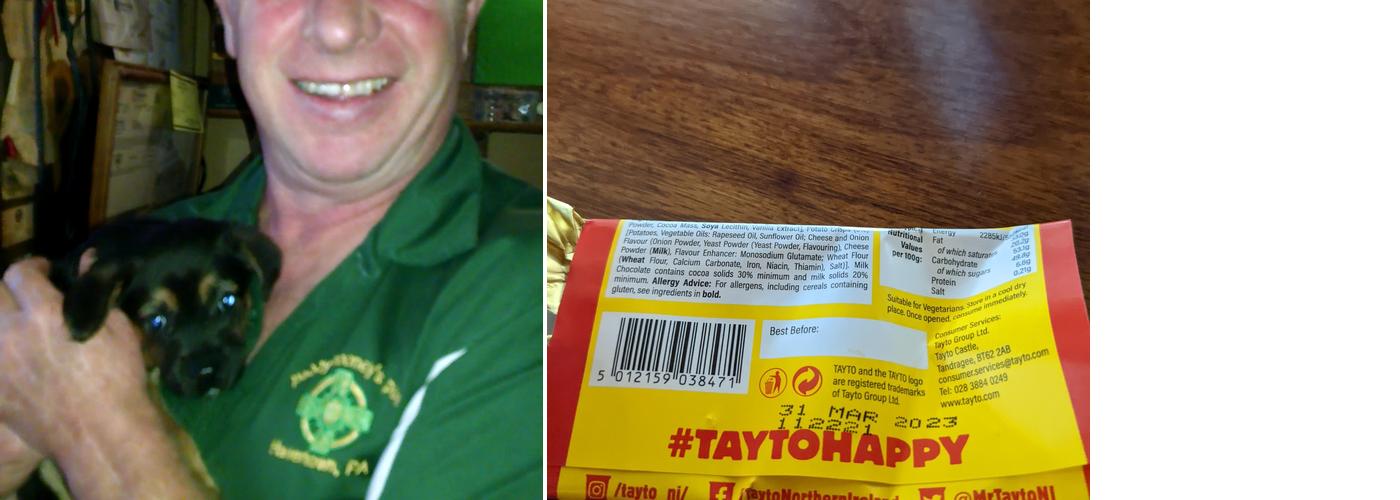 Havertown, PA
Powder, Cocoa Mass, Soya Lecithin, Vanilla Extract], Potato Crisps
[Potatoes, Vegetable Oils: Rapeseed Oil, Sunflower Oil; Cheese and Onion
Flavour (Onion Powder, Yeast Powder (Yeast Powder, Flavouring), Cheese
Powder (Milk), Flavour Enhancer: Monosodium Glutamate; Wheat Flour
(Wheat Flour, Calcium Carbonate, Iron, Niacin, Thiamin), Salt)]. Milk
Chocolate contains cocoa solids 30% minimum and milk solids 20%
minimum. Allergy Advice: For allergens, including cereals containing
gluten, see ingredients in bold.
Nutritional
Values
per 100g:
Energy
Fat
of which saturates
Carbohydrate
of which sugars
Protein
Salt
53.1g
49.8g
6.6g
0.21g
Suitable for Vegetarians. Store in a cool dry
place. Once opened, consume immediately.
5 012159 038471
Best Before:
TAYTO and the TAYTO logo
are registered trademarks
of Tayto Group Ltd.
Consumer Services:
Tayto Group Ltd.
Tayto Castle,
Tandragee, BT62 2AB
consumer.services@tayto.com
Tel: 028 3884 0249
www.tayto.com
31 MAR 2023
112221
#TAYTOHAPPY
/tayto_ni/
/TaytoNorthernIreland
@MrTaytoNI